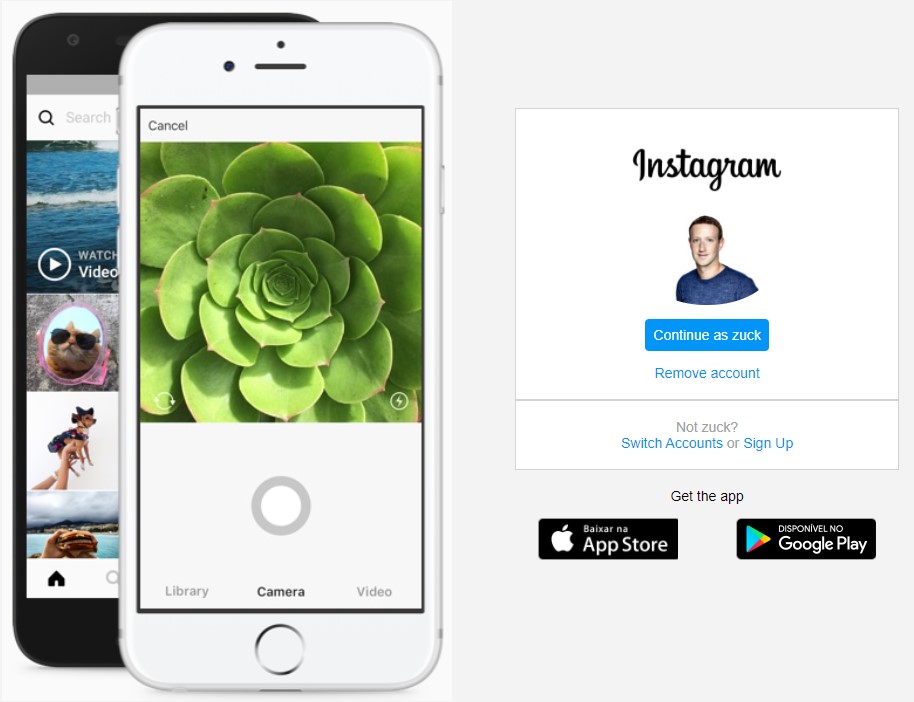 Search
WATCH
Video
Cancel
Library Camera Video
Instagram
Continue as zuck
Remove account
Not zuck?
Switch Accounts or Sign Up
Get the app
Baixar na
App Store
DISPONÍVEL NO
Google Play